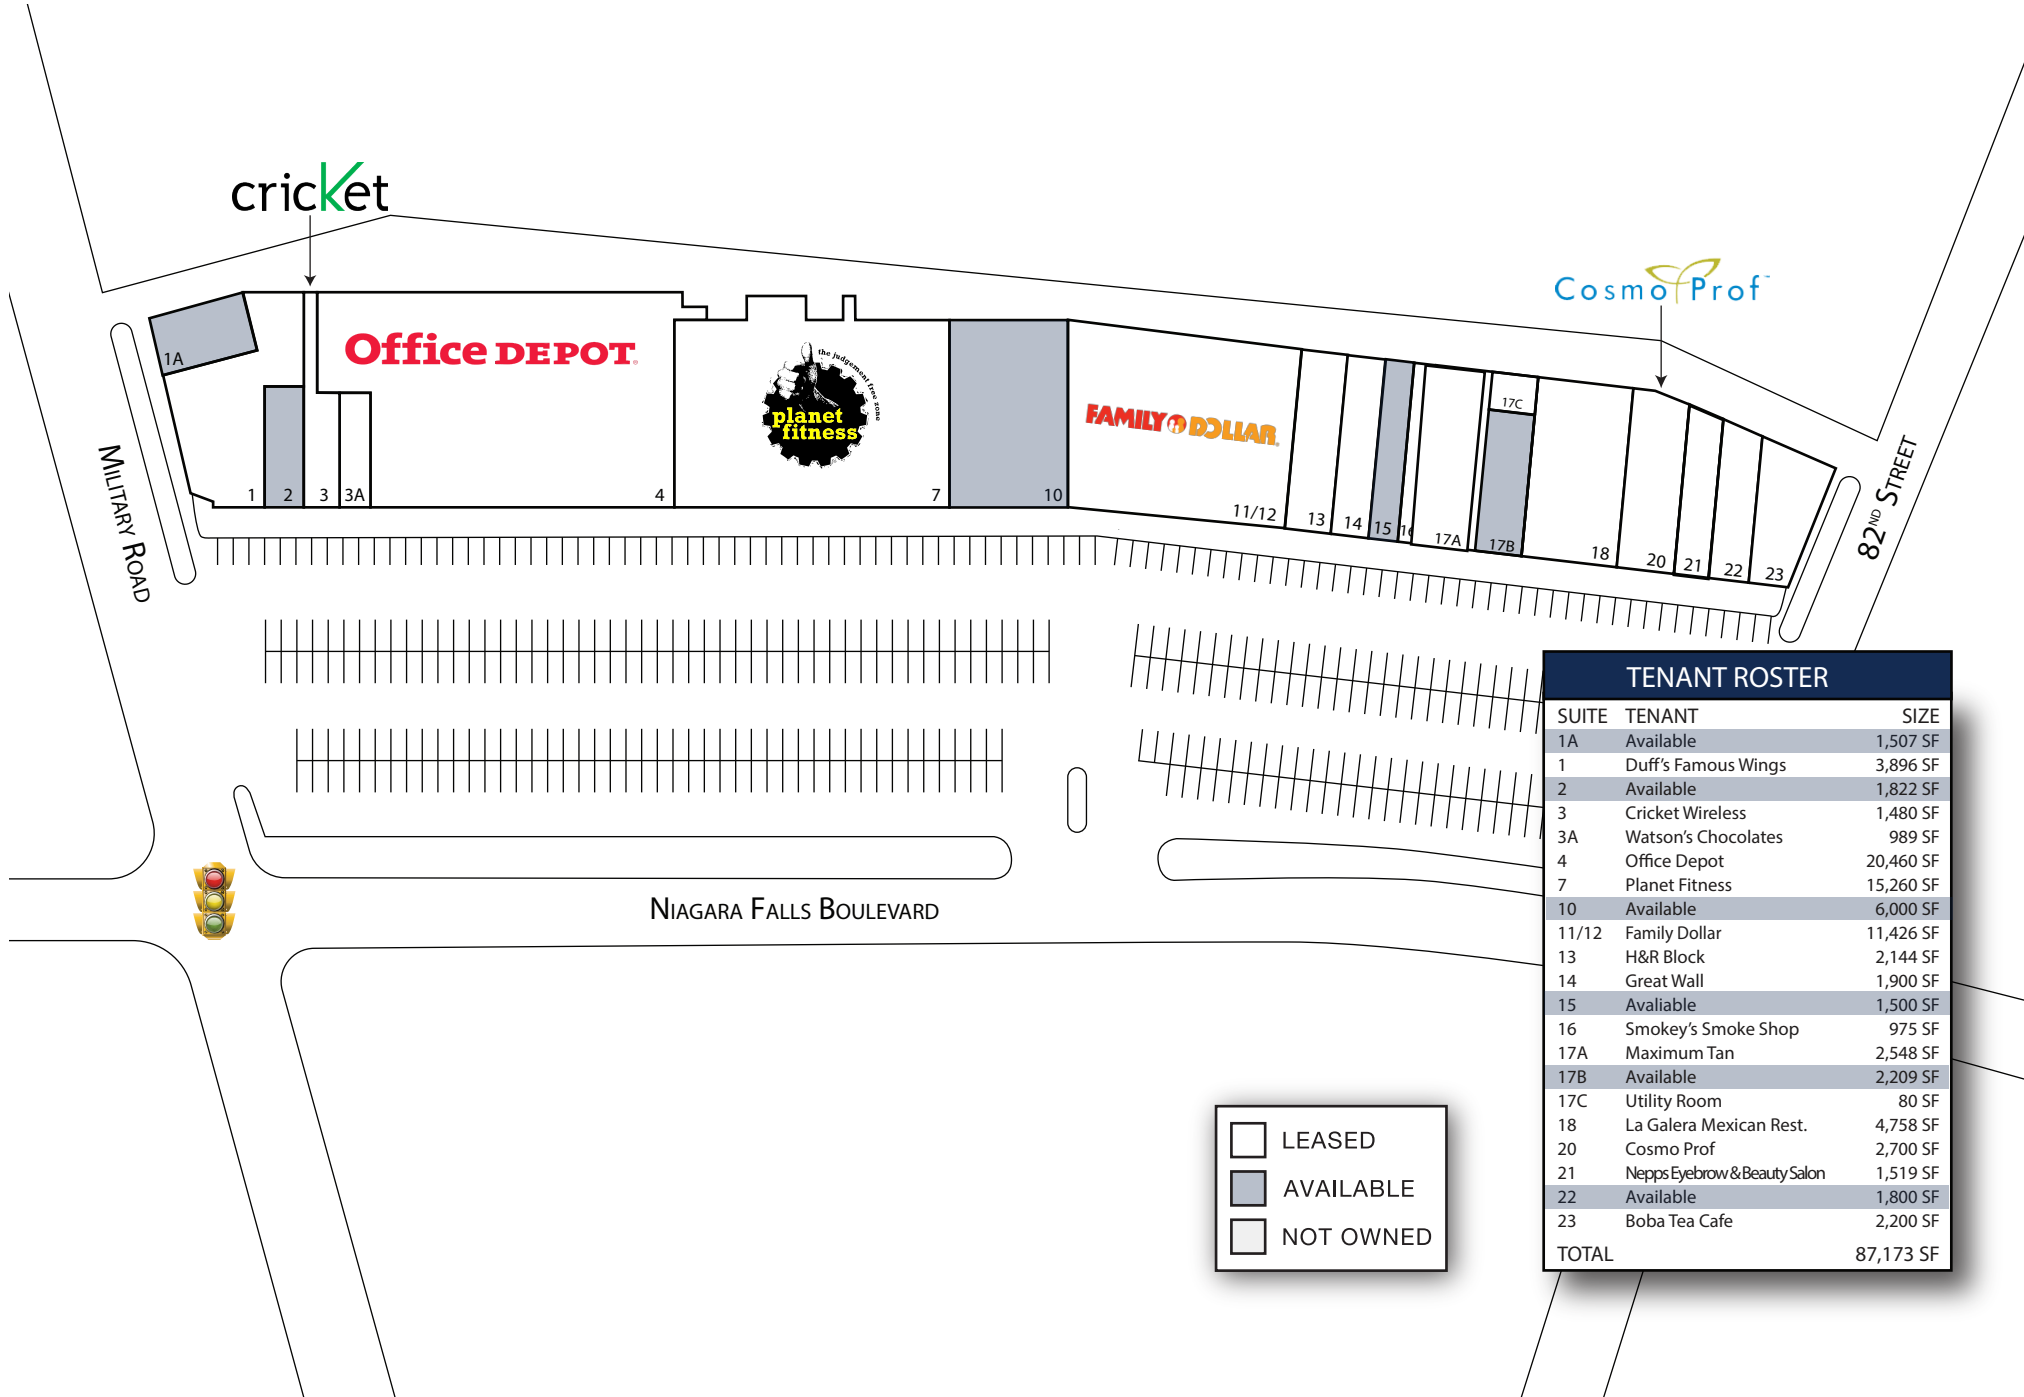 cricket
CosmoProf™
Office DEPOT.
the judgement free zone
planet
fitness
FAMILY DOLLAR.
1A
1
2
3
3A
4
7
10
11/12
13
14
15
16
17A
17B
17C
18
20
21
22
23
MILITARY ROAD
82ND STREET
NIAGARA FALLS BOULEVARD
LEASED
AVAILABLE
NOT OWNED
TENANT ROSTER
SUITE TENANT SIZE
1A Available 1,507 SF
1 Duff's Famous Wings 3,896 SF
2 Available 1,822 SF
3 Cricket Wireless 1,480 SF
3A Watson's Chocolates 989 SF
4 Office Depot 20,460 SF
7 Planet Fitness 15,260 SF
10 Available 6,000 SF
11/12 Family Dollar 11,426 SF
13 H&R Block 2,144 SF
14 Great Wall 1,900 SF
15 Avaliable 1,500 SF
16 Smokey's Smoke Shop 975 SF
17A Maximum Tan 2,548 SF
17B Available 2,209 SF
17C Utility Room 80 SF
18 La Galera Mexican Rest. 4,758 SF
20 Cosmo Prof 2,700 SF
21 Nepps Eyebrow & Beauty Salon 1,519 SF
22 Available 1,800 SF
23 Boba Tea Cafe 2,200 SF
TOTAL 87,173 SF